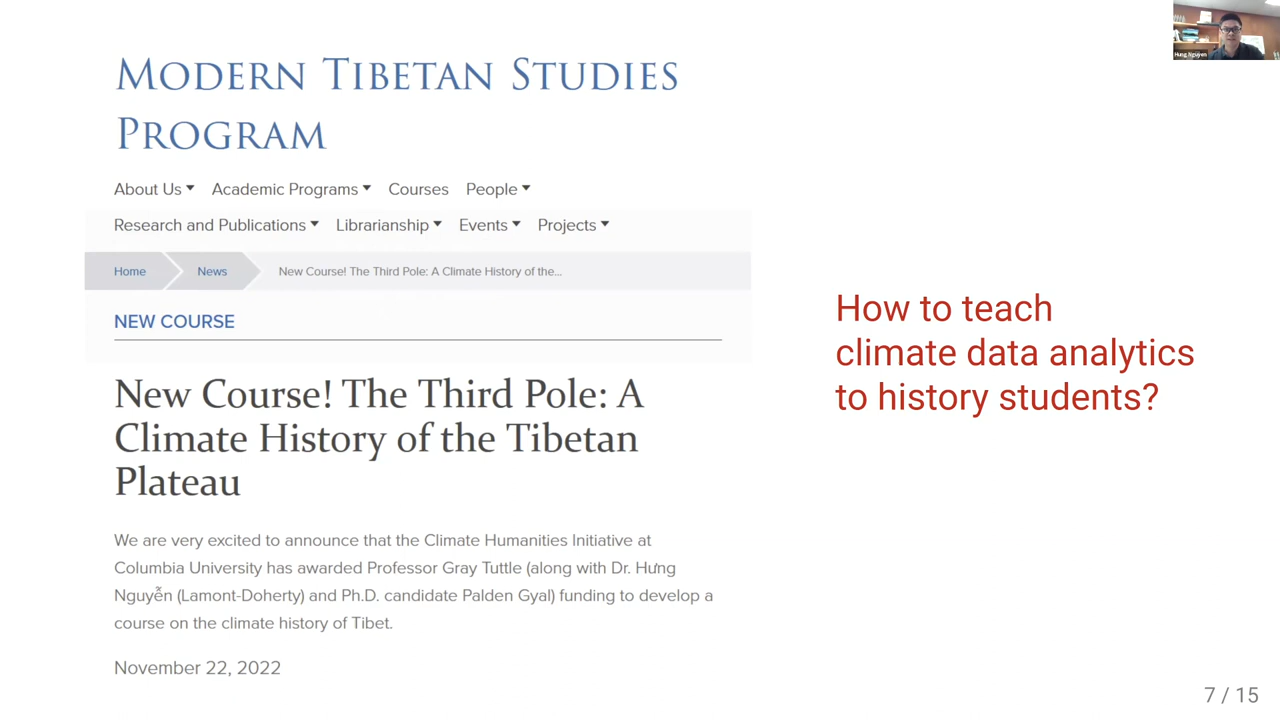 MODERN TIBETAN STUDIES
PROGRAM
About Us Academic Programs Courses People
Research and Publications Librarianship Events Projects
Home News New Course! The Third Pole: A Climate History of the...
NEW COURSE
New Course! The Third Pole: A
Climate History of the Tibetan
Plateau
We are very excited to announce that the Climate Humanities Initiative at
Columbia University has awarded Professor Gray Tuttle (along with Dr. Hưng
Nguyễn (Lamont-Doherty) and Ph.D. candidate Palden Gyal) funding to develop a
course on the climate history of Tibet.
November 22, 2022
How to teach
climate data analytics
to history students?
Hung Nguyen
7 / 15